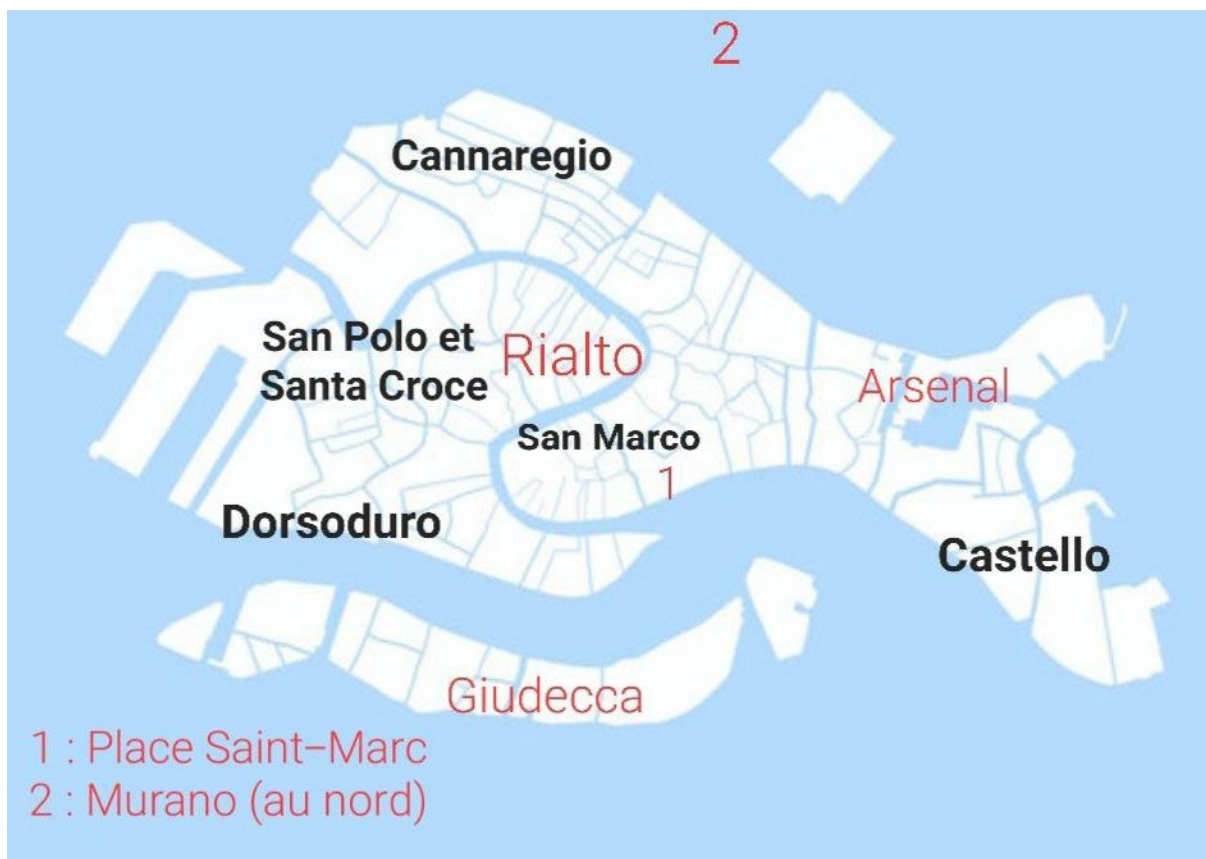 2
Cannaregio
San Polo et
Santa Croce
Rialto
Arsenal
San Marco
1
Dorsoduro
Castello
Giudecca
1 : Place Saint-Marc
2 : Murano (au nord)